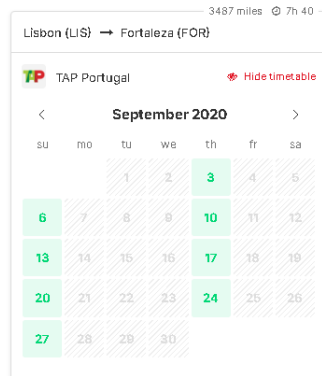 3487 miles 7h 40
Lisbon {LIS} → Fortaleza {FOR}
TAP
TAP Portugal Hide timetable
< September 2020 >
su mo tu we th fr sa
1 2 3 4 5
6 7 8 9 10 11 12
13 14 15 16 17 18 19
20 21 22 23 24 25 26
27 28 29 30